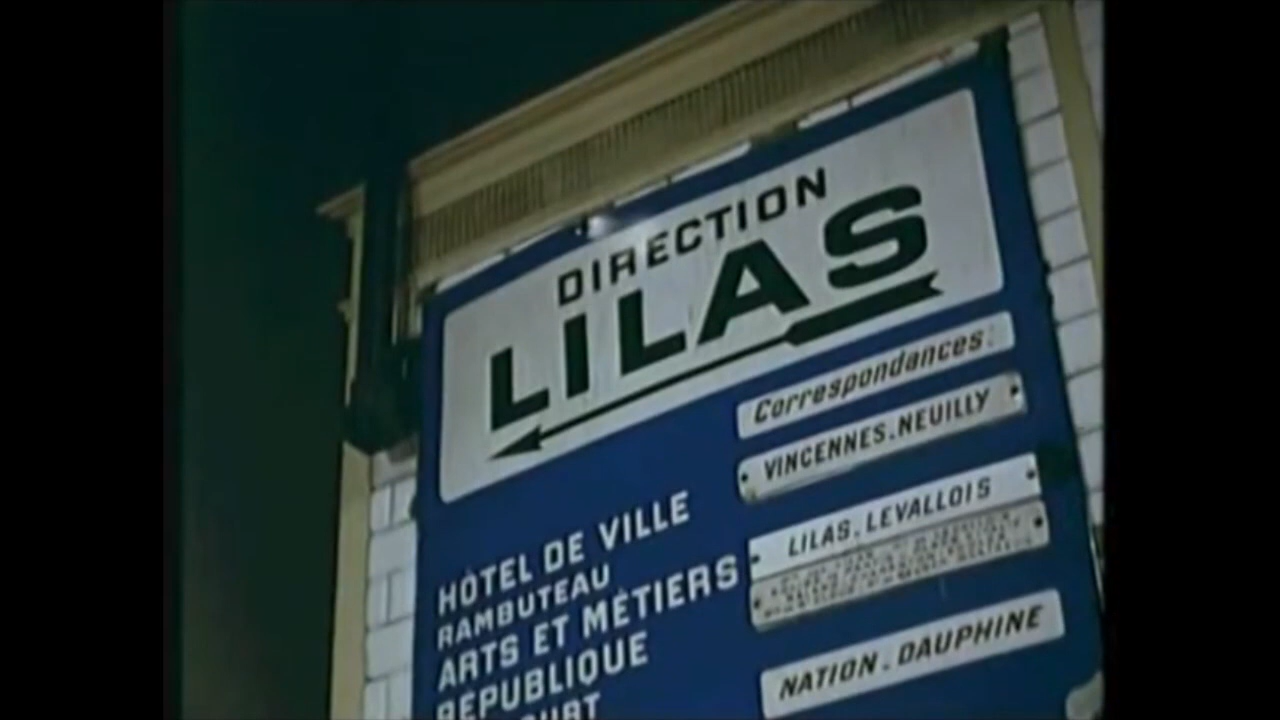 DIRECTION
LILAS
Correspondances:
VINCENNES.NEUILLY
HÔTEL DE VILLE
LILAS.LEVALLOIS
RAMBUTEAU
ARTS ET MÉTIERS
RÉPUBLIQUE
NATION.DAUPHINE